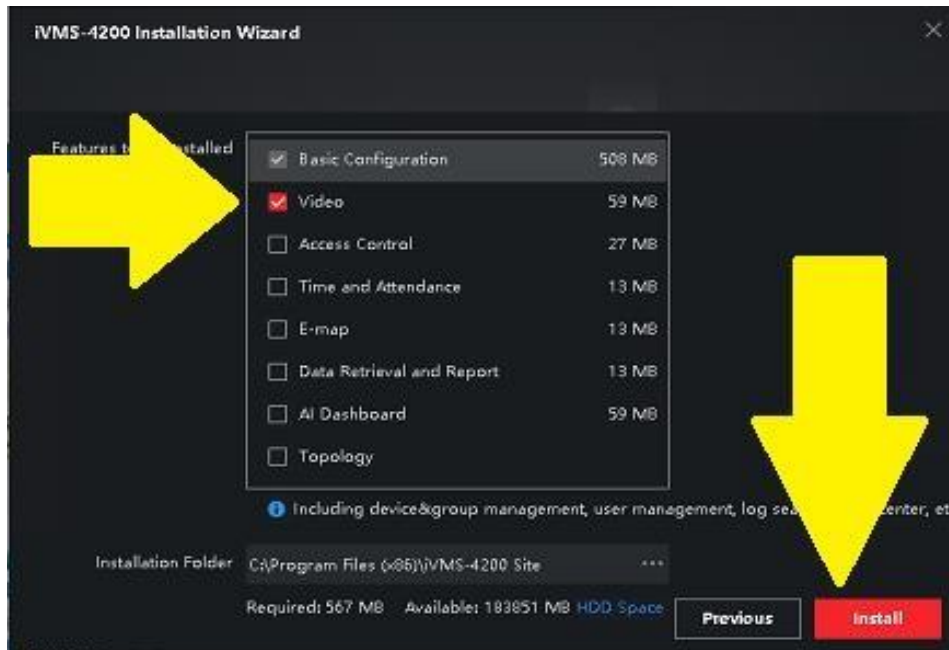 iVMS-4200 Installation Wizard
Features t stalled
Basic Configuration 508 MB
Video 59 MB
Access Control 27 MB
Time and Attendance 13 MB
E-map 13 MB
Data Retrieval and Report 13 MB
AI Dashboard 59 MB
Topology
Including device&group management, user management, log sea enter, et
Installation Folder C:\Program Files (x86)\iVMS-4200 Site ...
Required: 567 MB Available: 183851 MB HDD Space
Previous Install